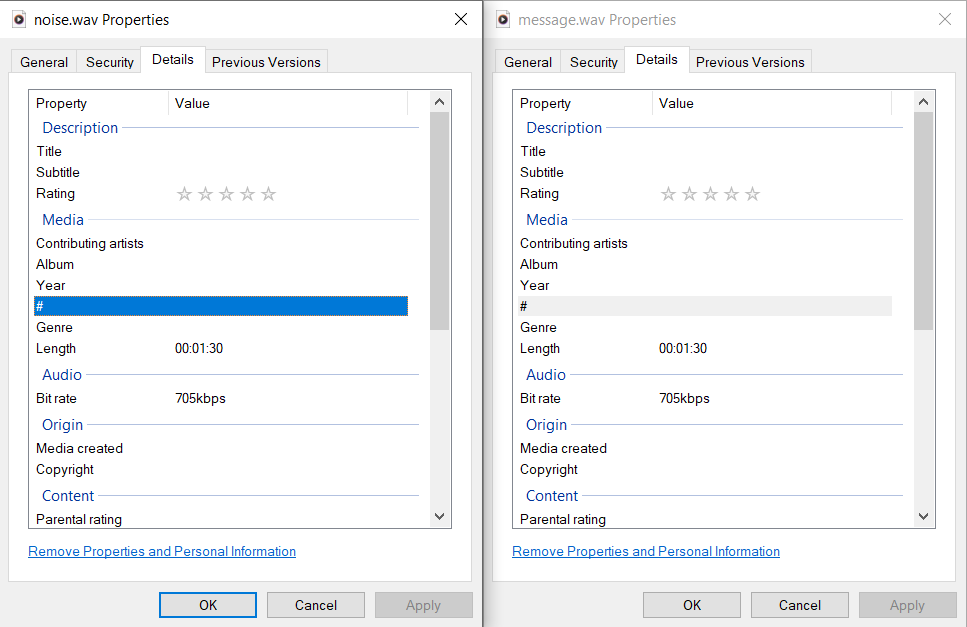 noise.wav Properties
General Security Details Previous Versions
Property Value
Description
Title
Subtitle
Rating
Media
Contributing artists
Album
Year
#
Genre
Length 00:01:30
Audio
Bit rate 705kbps
Origin
Media created
Copyright
Content
Parental rating
Remove Properties and Personal Information
OK Cancel Apply
message.wav Properties
General Security Details Previous Versions
Property Value
Description
Title
Subtitle
Rating
Media
Contributing artists
Album
Year
#
Genre
Length 00:01:30
Audio
Bit rate 705kbps
Origin
Media created
Copyright
Content
Parental rating
Remove Properties and Personal Information
OK Cancel Apply